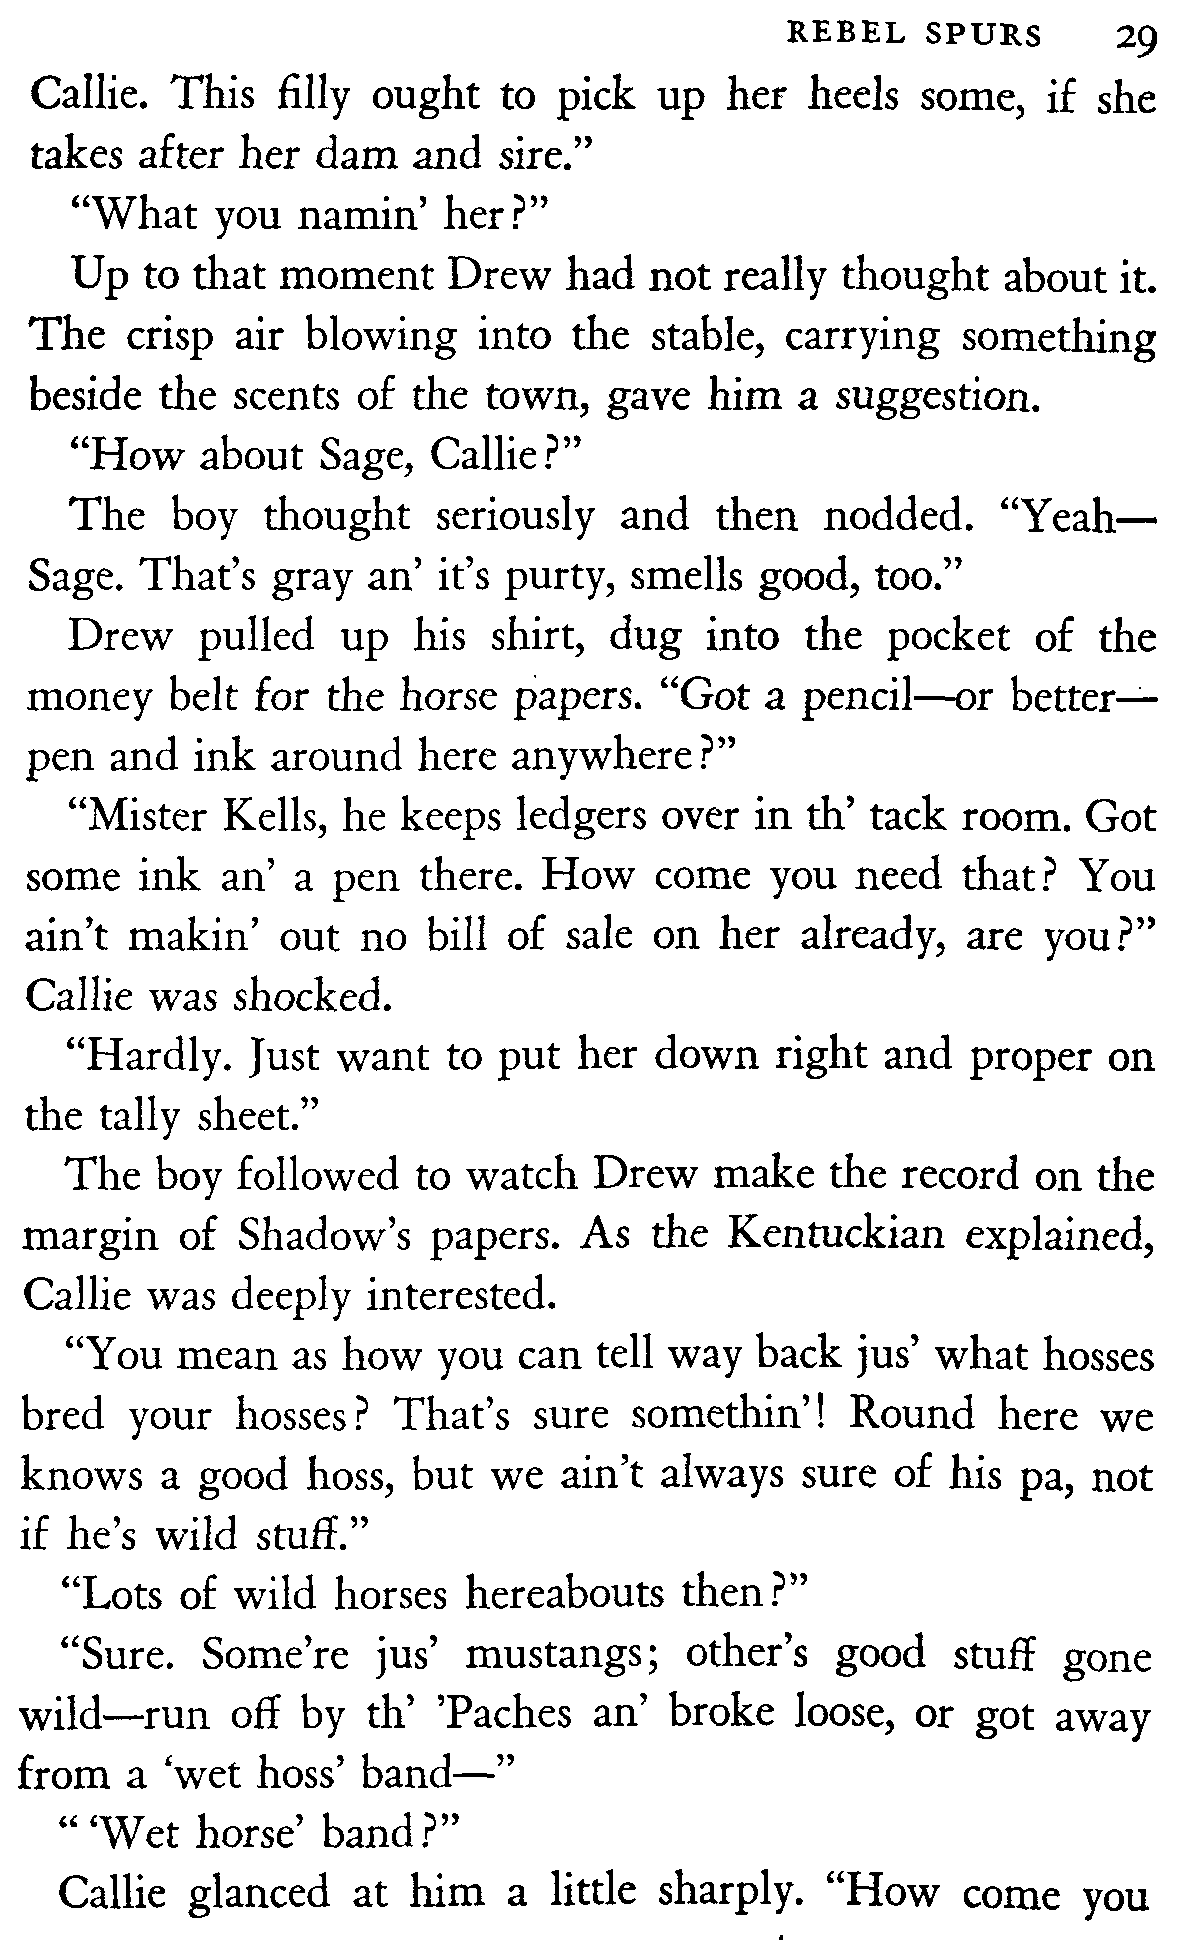 REBEL SPURS 29
Callie. This filly ought to pick up her heels some, if she
takes after her dam and sire.”
“What you namin’ her?”
Up to that moment Drew had not really thought about it.
The crisp air blowing into the stable, carrying something
beside the scents of the town, gave him a suggestion.
“How about Sage, Callie?”
The boy thought seriously and then nodded. “Yeah—
Sage. That’s gray an’ it’s purty, smells good, too.”
Drew pulled up his shirt, dug into the pocket of the
money belt for the horse papers. “Got a pencil—or better—
pen and ink around here anywhere?”
“Mister Kells, he keeps ledgers over in th’ tack room. Got
some ink an’ a pen there. How come you need that? You
ain’t makin’ out no bill of sale on her already, are you?”
Callie was shocked.
“Hardly. Just want to put her down right and proper on
the tally sheet.”
The boy followed to watch Drew make the record on the
margin of Shadow’s papers. As the Kentuckian explained,
Callie was deeply interested.
“You mean as how you can tell way back jus’ what hosses
bred your hosses? That’s sure somethin’! Round here we
knows a good hoss, but we ain’t always sure of his pa, not
if he’s wild stuff.”
“Lots of wild horses hereabouts then?”
“Sure. Some’re jus’ mustangs; other’s good stuff gone
wild—run off by th’ ’Paches an’ broke loose, or got away
from a ‘wet hoss’ band—”
“ ‘Wet horse’ band?”
Callie glanced at him a little sharply. “How come you